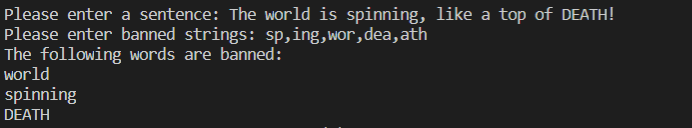 Please enter a sentence: The world is spinning, like a top of DEATH!
Please enter banned strings: sp,ing,wor,dea,ath
The following words are banned:
world
spinning
DEATH